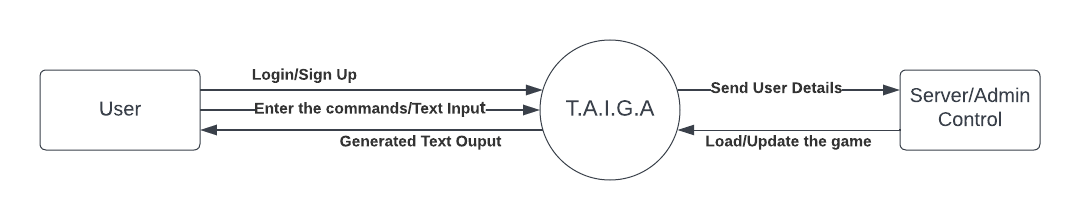 Login/Sign Up
User
Enter the commands/Text Input
Generated Text Ouput
T.A.I.G.A
Send User Details
Load/Update the game
Server/Admin
Control